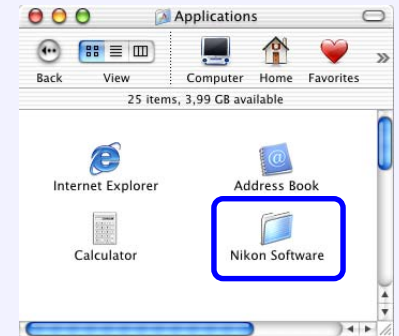 Applications
Back View Computer Home Favorites
25 items, 3,99 GB available
Internet Explorer Address Book
Calculator Nikon Software